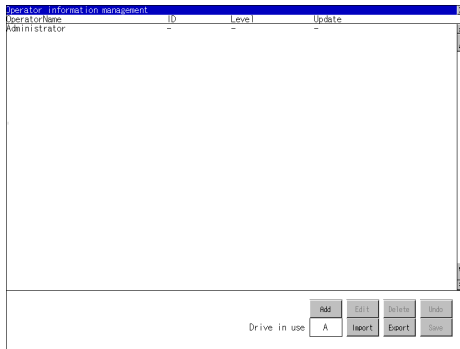 Operator information management
OperatorName ID Level Update
Administrator - - -
Add Edit Delete Undo
Drive in use A Import Export Save